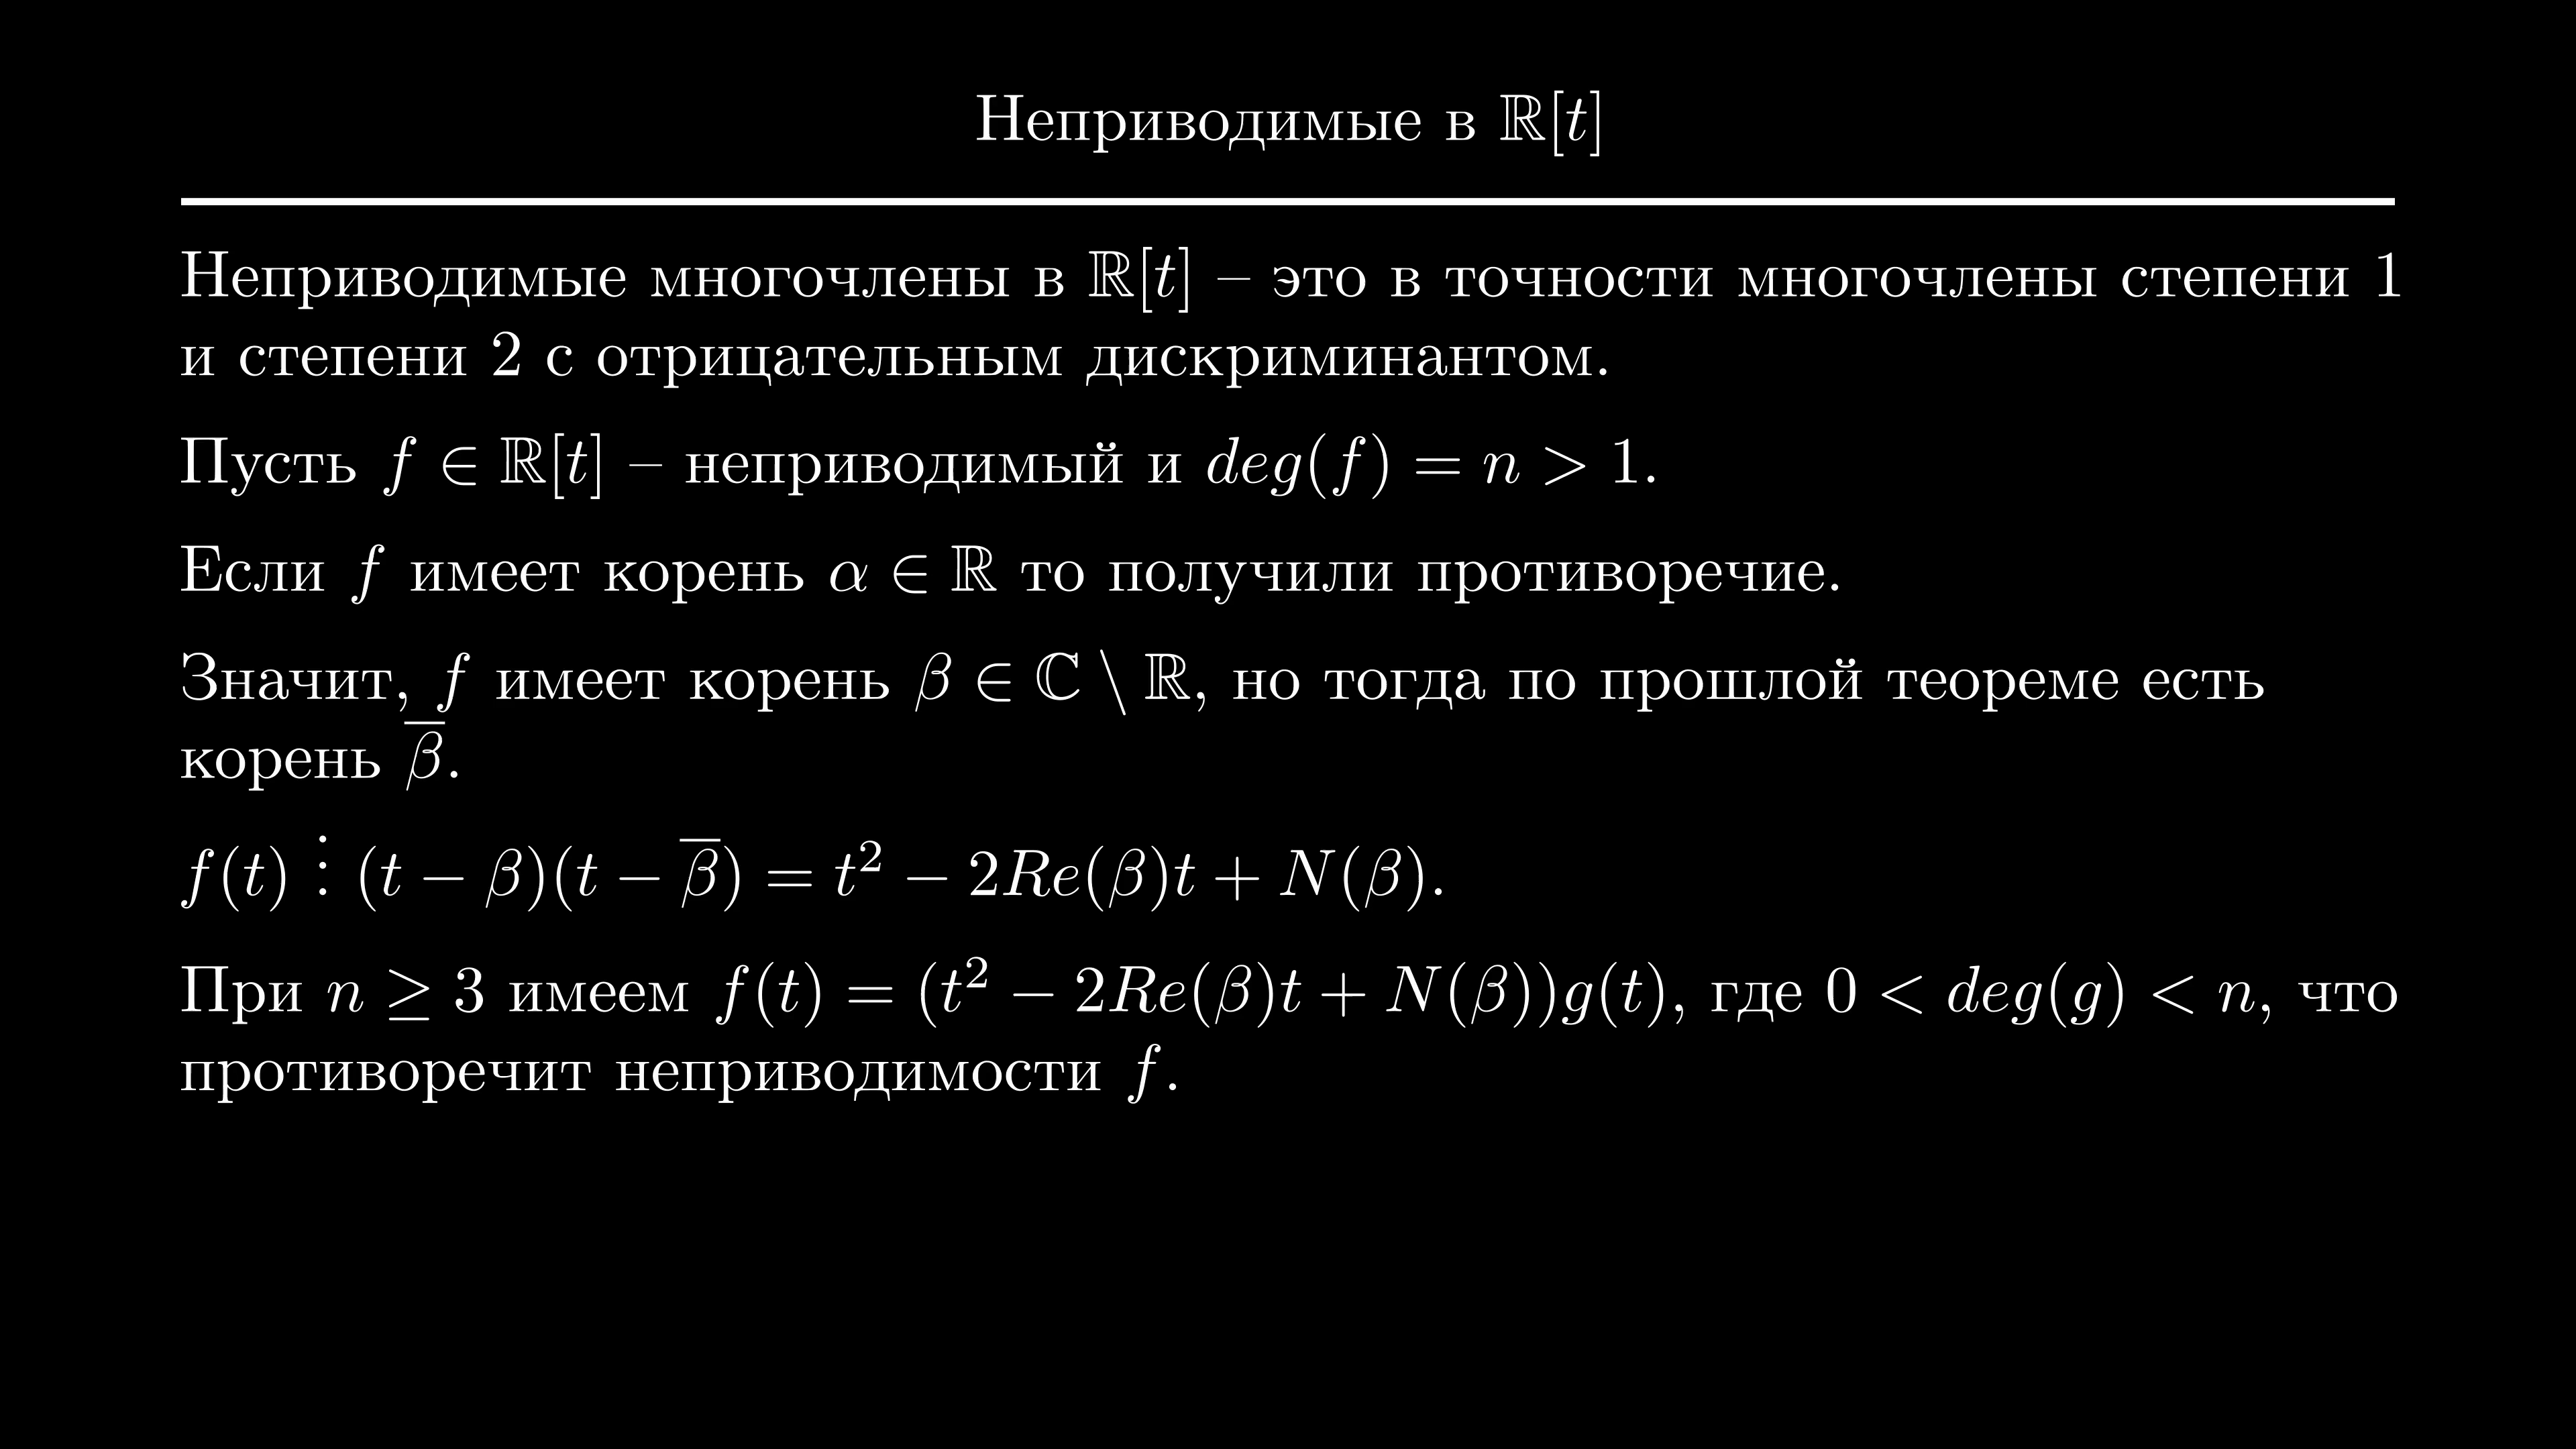 Неприводимые в ℝ[t]
Неприводимые многочлены в ℝ[t] – это в точности многочлены степени 1
и степени 2 с отрицательным дискриминантом.
Пусть f ∈ ℝ[t] – неприводимый и deg(f) = n > 1.
Если f имеет корень α ∈ ℝ то получили противоречие.
Значит, f имеет корень β ∈ ℂ \ ℝ, но тогда по прошлой теореме есть
корень β̅.
f(t) ⋮ (t − β)(t − β̅) = t² − 2Re(β)t + N(β).
При n ≥ 3 имеем f(t) = (t² − 2Re(β)t + N(β))g(t), где 0 < deg(g) < n, что
противоречит неприводимости f.